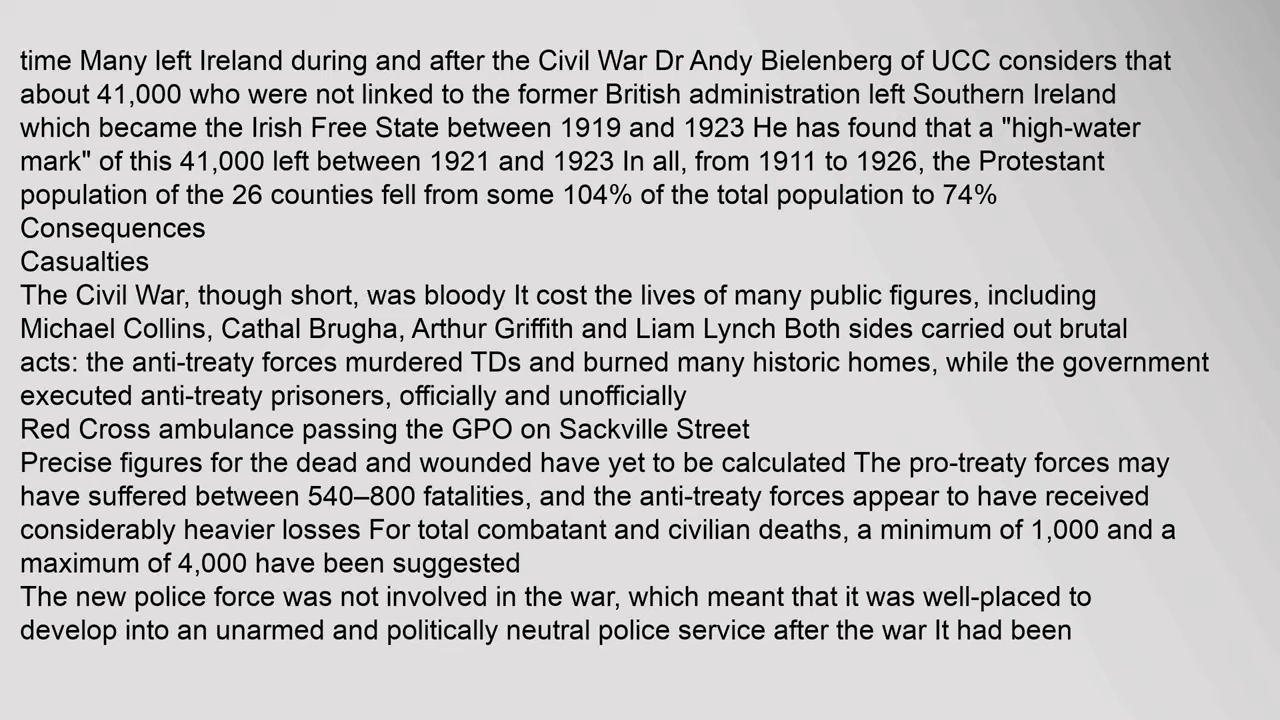 time Many left Ireland during and after the Civil War Dr Andy Bielenberg of UCC considers that
about 41,000 who were not linked to the former British administration left Southern Ireland
which became the Irish Free State between 1919 and 1923 He has found that a "high-water
mark" of this 41,000 left between 1921 and 1923 In all, from 1911 to 1926, the Protestant
population of the 26 counties fell from some 104% of the total population to 74%
Consequences
Casualties
The Civil War, though short, was bloody It cost the lives of many public figures, including
Michael Collins, Cathal Brugha, Arthur Griffith and Liam Lynch Both sides carried out brutal
acts: the anti-treaty forces murdered TDs and burned many historic homes, while the government
executed anti-treaty prisoners, officially and unofficially
Red Cross ambulance passing the GPO on Sackville Street
Precise figures for the dead and wounded have yet to be calculated The pro-treaty forces may
have suffered between 540–800 fatalities, and the anti-treaty forces appear to have received
considerably heavier losses For total combatant and civilian deaths, a minimum of 1,000 and a
maximum of 4,000 have been suggested
The new police force was not involved in the war, which meant that it was well-placed to
develop into an unarmed and politically neutral police service after the war It had been